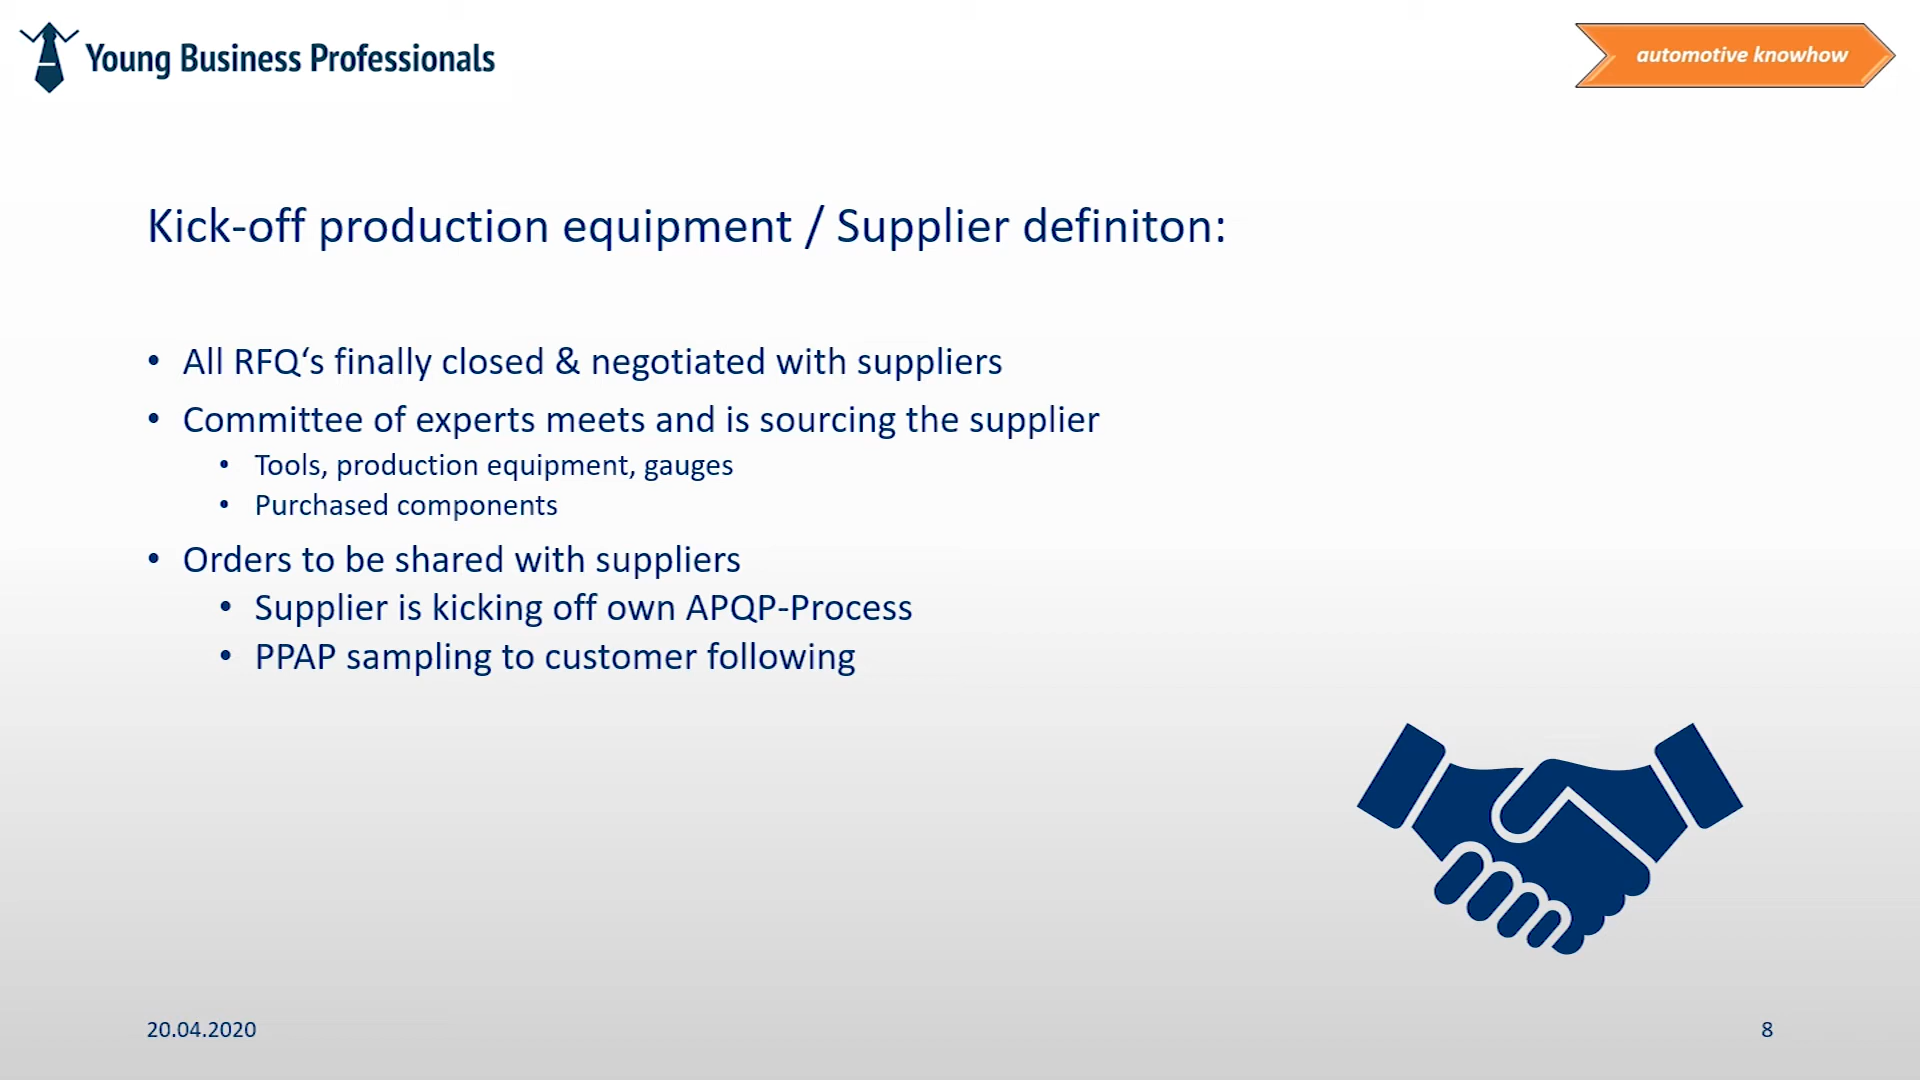 Young Business Professionals
automotive knowhow
Kick-off production equipment / Supplier definiton:
• All RFQ‘s finally closed & negotiated with suppliers
• Committee of experts meets and is sourcing the supplier
• Tools, production equipment, gauges
• Purchased components
• Orders to be shared with suppliers
• Supplier is kicking off own APQP-Process
• PPAP sampling to customer following
20.04.2020
8